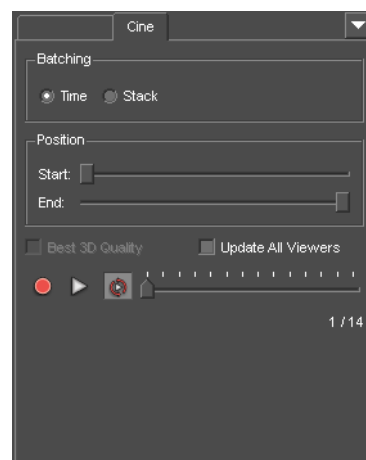 Cine
Batching
Time Stack
Position
Start:
End:
Best 3D Quality Update All Viewers
1 / 14